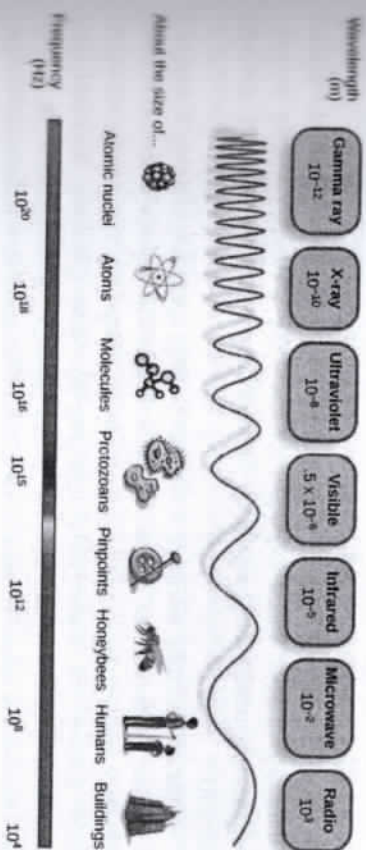 Wavelength
(m)
Gamma ray
10⁻¹²
X-ray
10⁻¹⁰
Ultraviolet
10⁻⁸
Visible
.5 x 10⁻⁶
Infrared
10⁻⁵
Microwave
10⁻²
Radio
10³
About the size of...
Atomic nuclei
Atoms
Molecules
Protozoans
Pinpoints
Honeybees
Humans
Buildings
Frequency
(Hz)
10²⁰
10¹⁸
10¹⁶
10¹⁵
10¹²
10⁸
10⁴